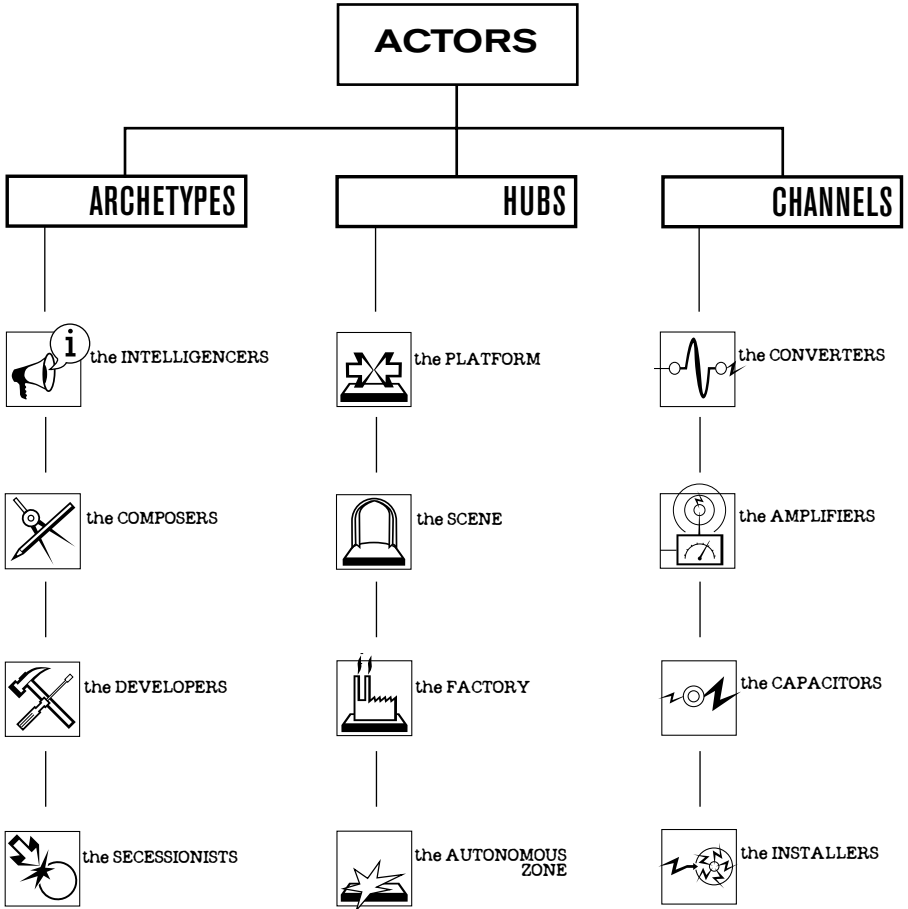 ACTORS
ARCHETYPES
HUBS
CHANNELS
i
the INTELLIGENCERS
the PLATFORM
the CONVERTERS
the COMPOSERS
the SCENE
the AMPLIFIERS
the DEVELOPERS
the FACTORY
the CAPACITORS
the SECESSIONISTS
the AUTONOMOUS
ZONE
the INSTALLERS